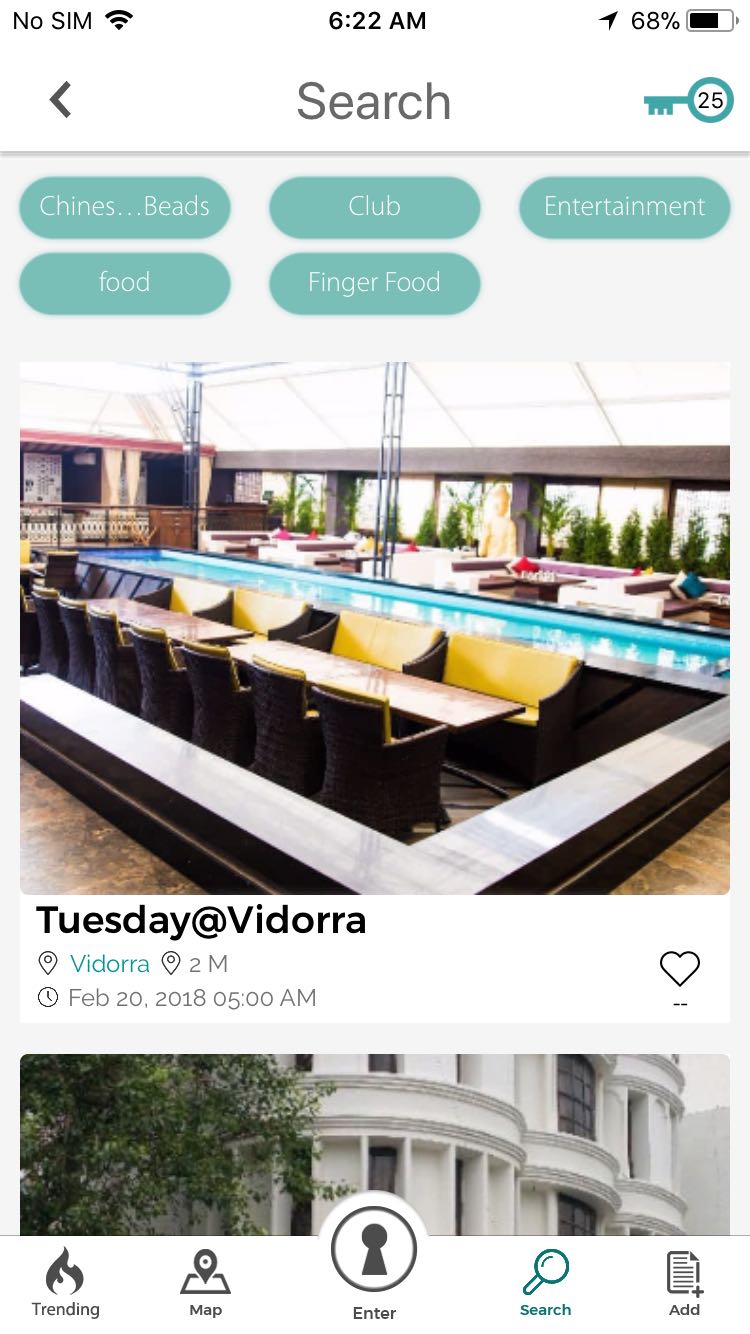 No SIM 6:22 AM 68%
Search 25
Chines...Beads Club Entertainment
food Finger Food
Tuesday@Vidorra
Vidorra 2 M
Feb 20, 2018 05:00 AM
--
Trending Map Enter Search Add